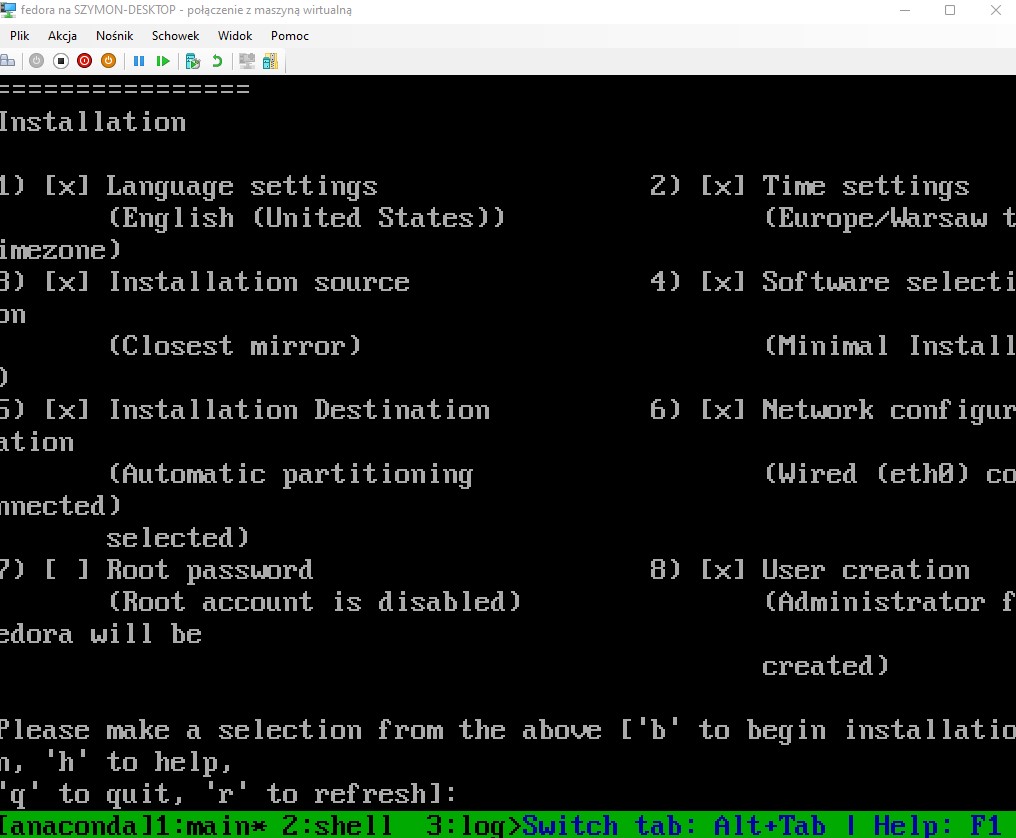 fedora na SZYMON-DESKTOP - połączenie z maszyną wirtualną
Plik Akcja Nośnik Schowek Widok Pomoc
================
Installation
1) [x] Language settings 2) [x] Time settings
(English (United States)) (Europe/Warsaw t
imezone)
3) [x] Installation source 4) [x] Software selecti
on
(Closest mirror) (Minimal Install
)
5) [x] Installation Destination 6) [x] Network configur
ation
(Automatic partitioning (Wired (eth0) co
nnected)
selected)
7) [ ] Root password 8) [x] User creation
(Root account is disabled) (Administrator f
edora will be
created)
Please make a selection from the above ['b' to begin installatio
n, 'h' to help,
'q' to quit, 'r' to refresh]:
[anaconda]1:main* 2:shell 3:log>Switch tab: Alt+Tab | Help: F1